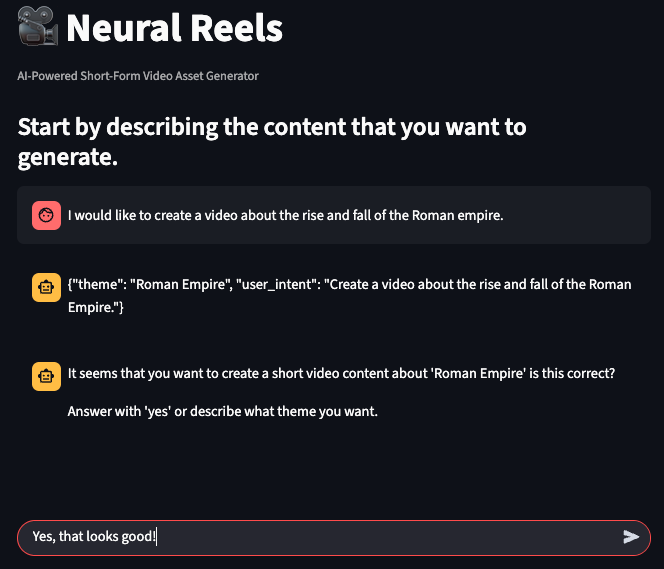 Neural Reels
AI-Powered Short-Form Video Asset Generator
Start by describing the content that you want to
generate.
I would like to create a video about the rise and fall of the Roman empire.
{"theme": "Roman Empire", "user_intent": "Create a video about the rise and fall of the Roman
Empire."}
It seems that you want to create a short video content about 'Roman Empire' is this correct?
Answer with 'yes' or describe what theme you want.
Yes, that looks good!